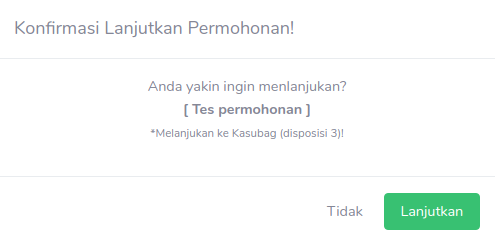 Konfirmasi Lanjutkan Permohonan!
Anda yakin ingin menlanjukan?
[ Tes permohonan ]
*Melanjukan ke Kasubag (disposisi 3)!
Tidak
Lanjutkan